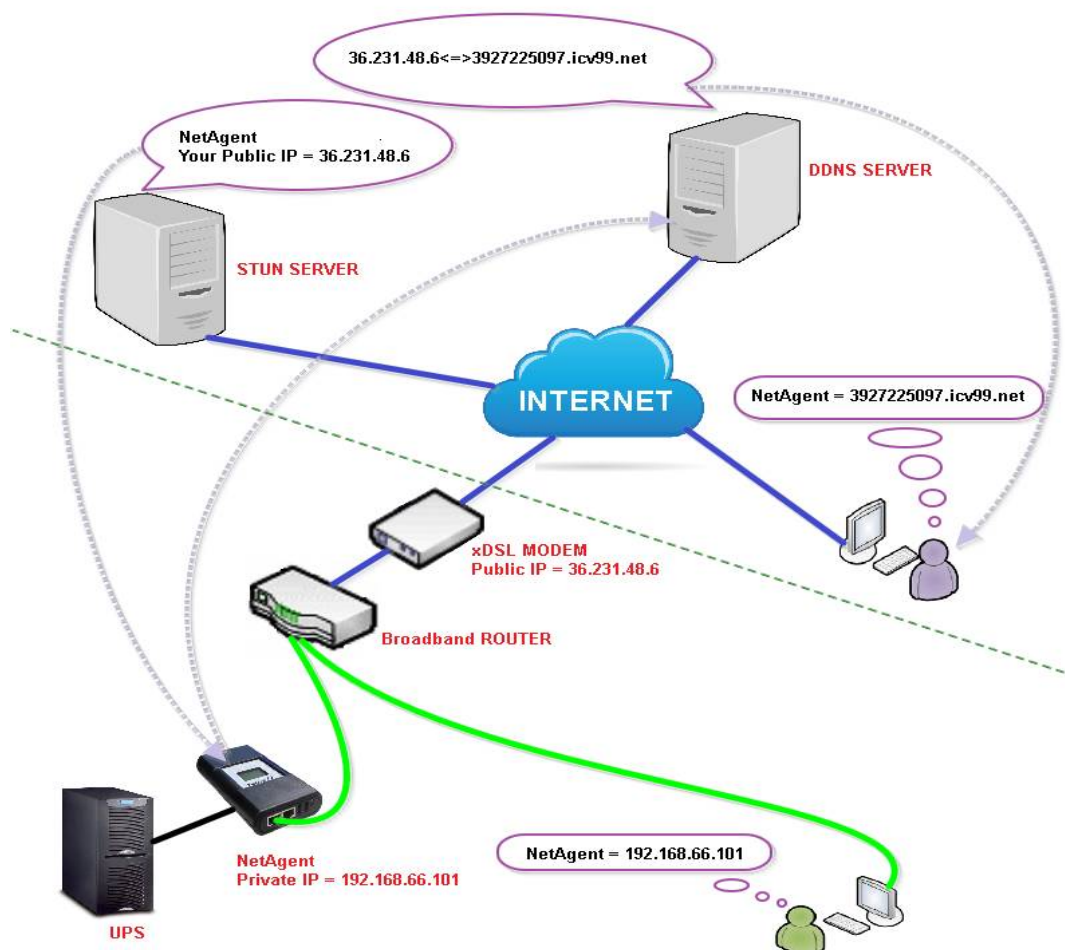 36.231.48.6<=>3927225097.icv99.net
NetAgent
Your Public IP = 36.231.48.6
DDNS SERVER
STUN SERVER
INTERNET
NetAgent = 3927225097.icv99.net
xDSL MODEM
Public IP = 36.231.48.6
Broadband ROUTER
NetAgent = 192.168.66.101
NetAgent
Private IP = 192.168.66.101
UPS